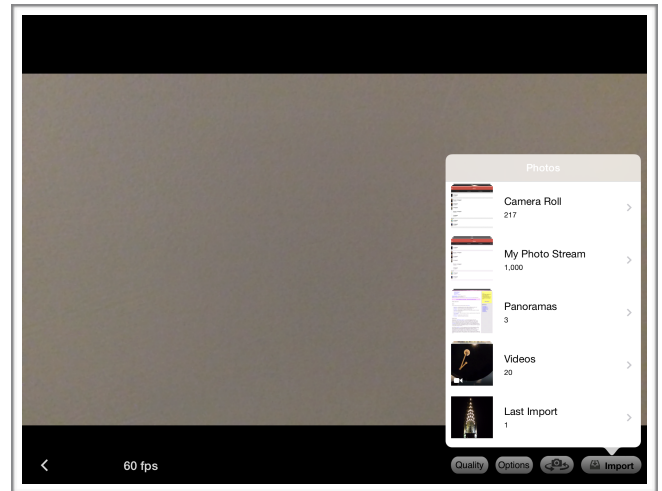 Photos
Camera Roll
217
My Photo Stream
1,000
Panoramas
3
Videos
20
Last Import
1
60 fps
Quality
Options
Import